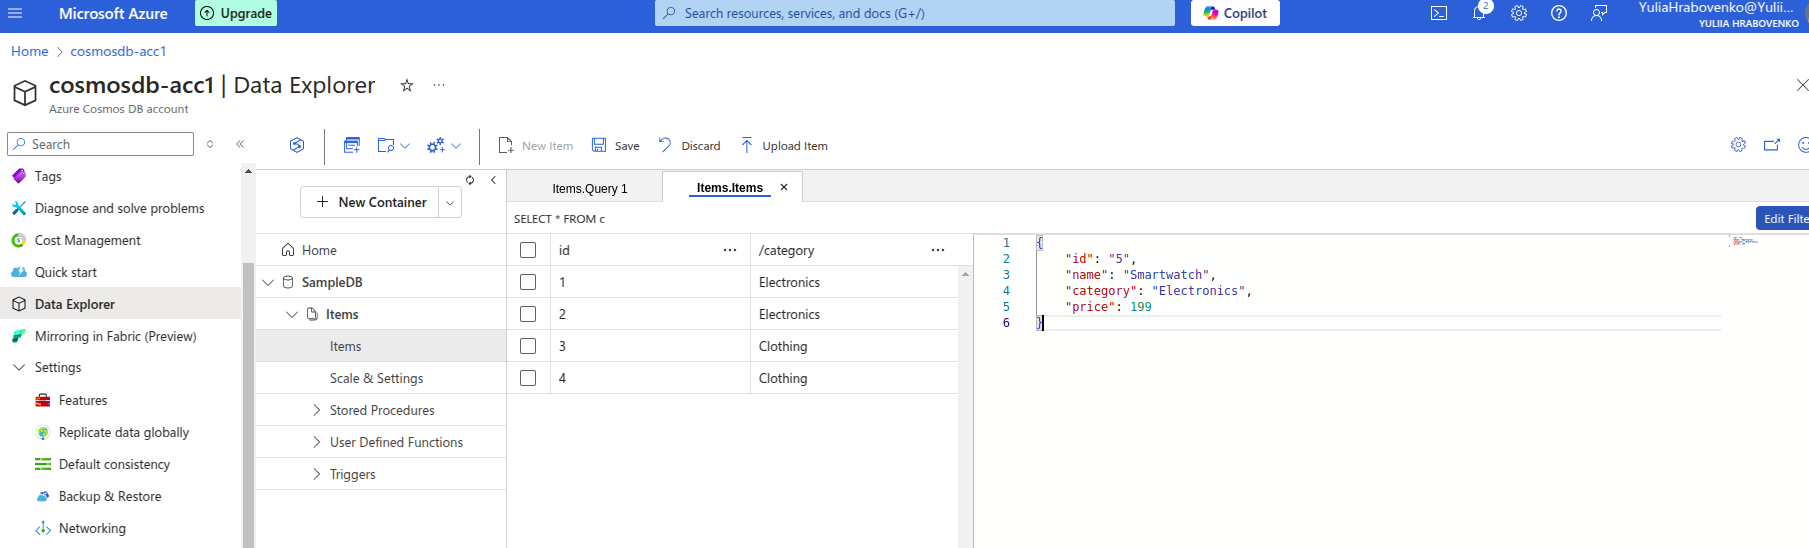 Microsoft Azure
Upgrade
Search resources, services, and docs (G+/)
Copilot
2
YuliaHrabovenko@Yulii...
YULIIA HRABOVENKO
Home > cosmosdb-acc1
cosmosdb-acc1 | Data Explorer
Azure Cosmos DB account
Search
New Item
Save
Discard
Upload Item
Tags
Diagnose and solve problems
Cost Management
Quick start
Data Explorer
Mirroring in Fabric (Preview)
Settings
Features
Replicate data globally
Default consistency
Backup & Restore
Networking
New Container
Home
SampleDB
Items
Items
Scale & Settings
Stored Procedures
User Defined Functions
Triggers
Items.Query 1
Items.Items
SELECT * FROM c
Edit Filte
id ... /category ...
1 Electronics
2 Electronics
3 Clothing
4 Clothing
1 {
2 "id": "5",
3 "name": "Smartwatch",
4 "category": "Electronics",
5 "price": 199
6 }